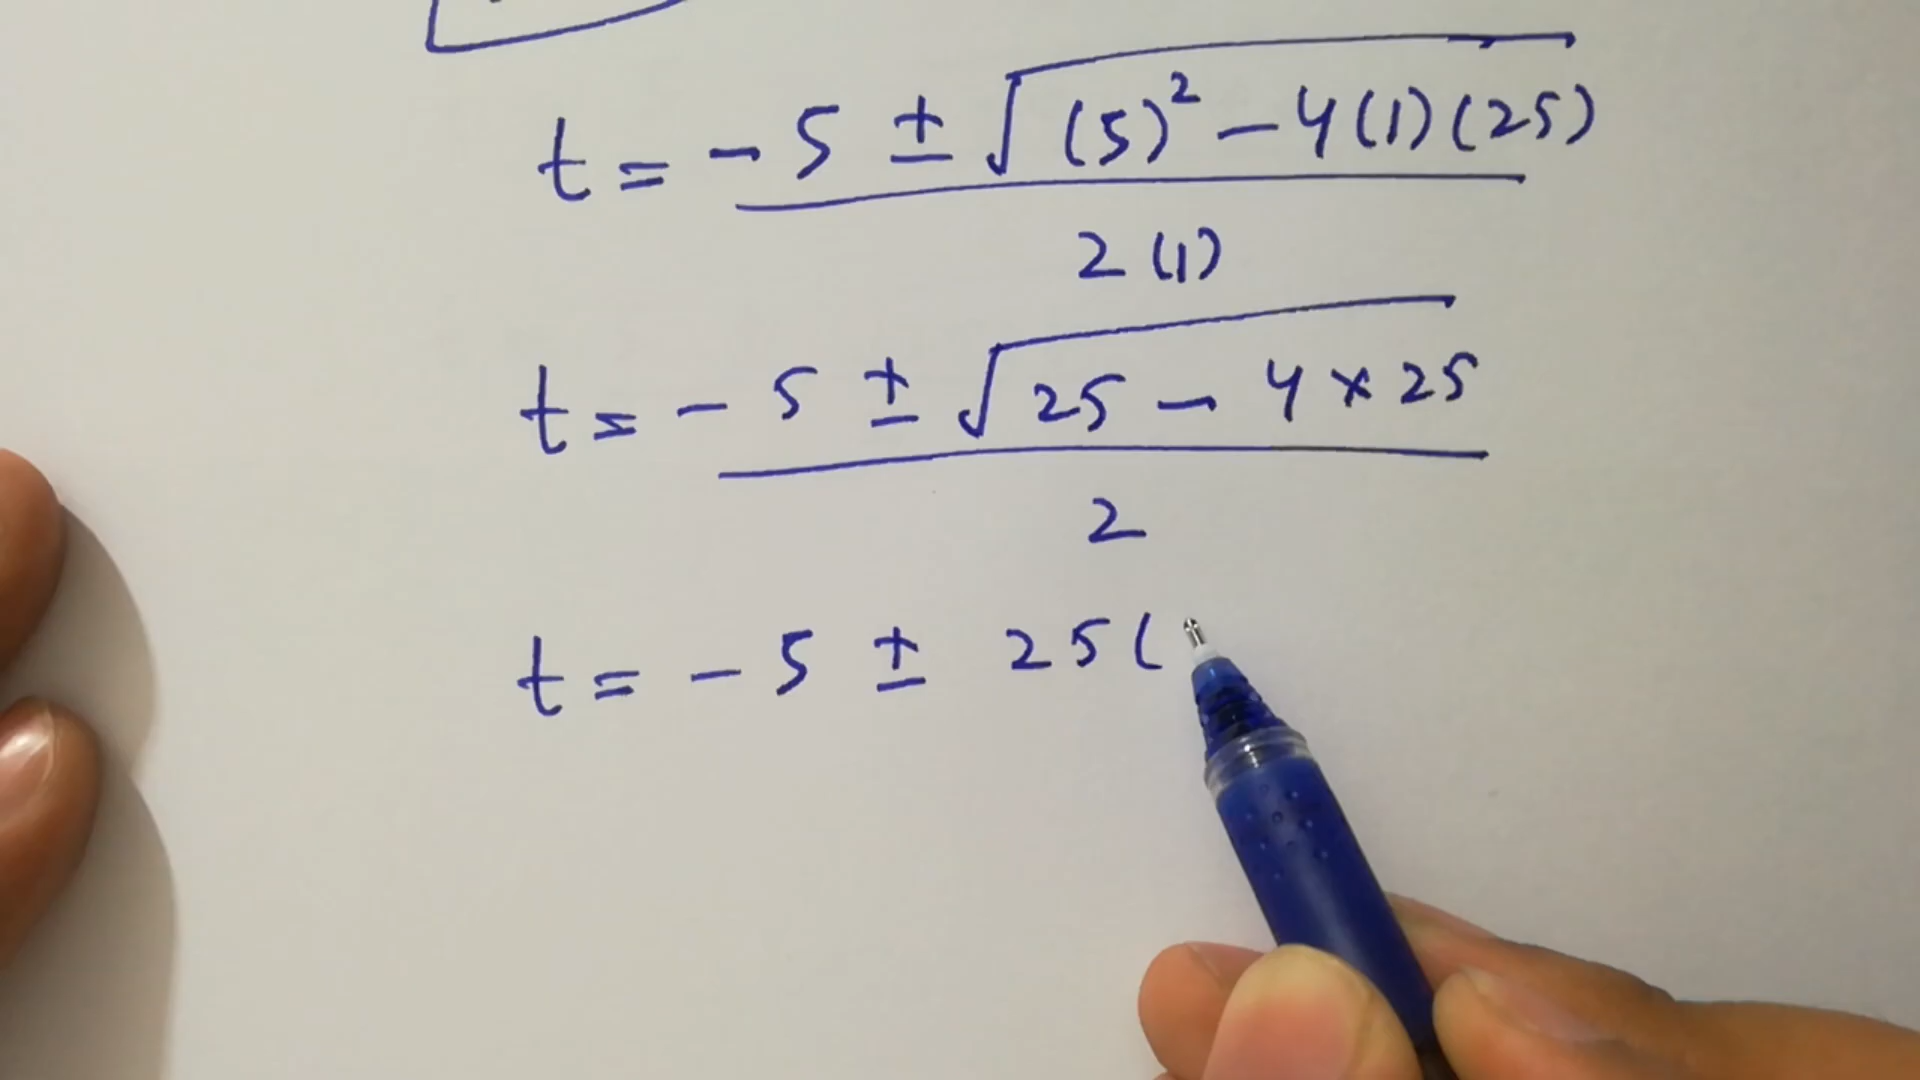 t = - 5 ± √(5)² - 4(1)(25)
2(1)
t = - 5 ± √25 - 4 × 25
2
t = - 5 ± 25(